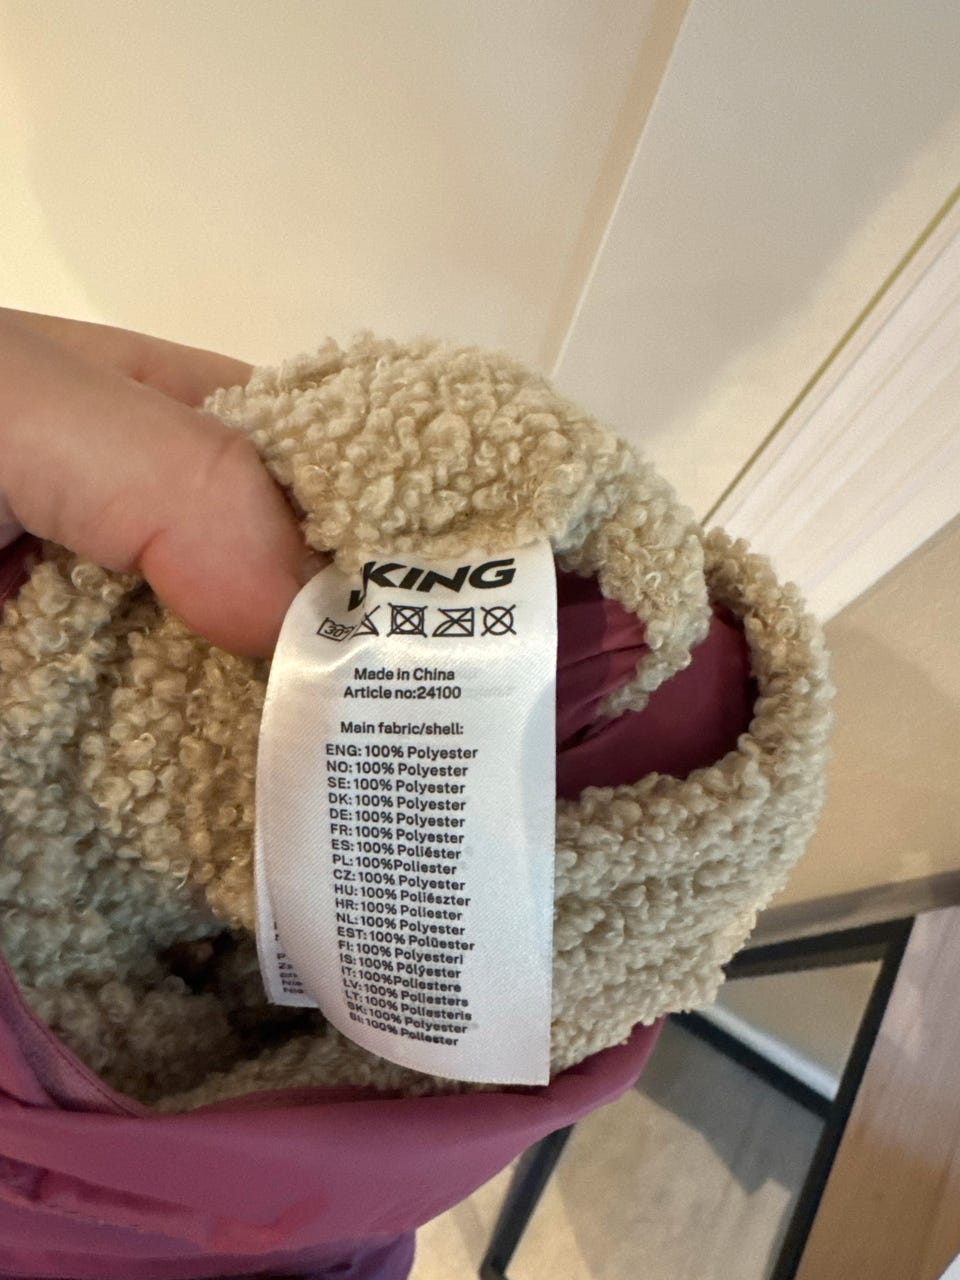 VIKING
30°
Made in China
Article no:24100
Main fabric/shell:
ENG: 100% Polyester
NO: 100% Polyester
SE: 100% Polyester
DK: 100% Polyester
DE: 100% Polyester
FR: 100% Polyester
ES: 100% Poliéster
PL: 100%Poliester
CZ: 100% Polyester
HU: 100% Poliészter
HR: 100% Poliester
NL: 100% Polyester
EST: 100% Polüester
FI: 100% Polyesteri
IS: 100% Pólýester
IT: 100%Poliestere
LV: 100% Poliesters
LT: 100% Poliesteris
SK: 100% Polyester
SI: 100% Poliester